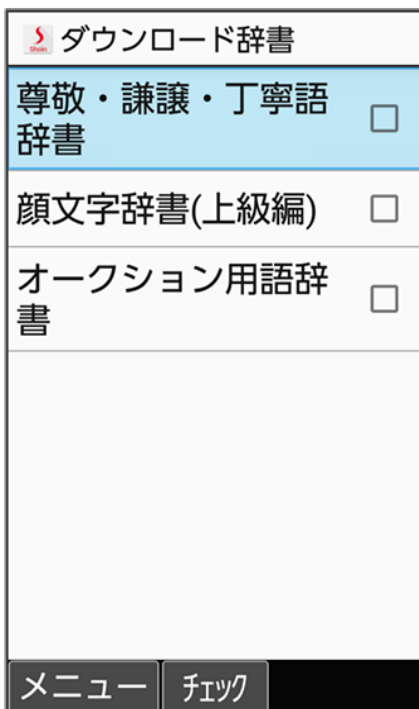 Shoin
ダウンロード辞書
尊敬・謙譲・丁寧語
辞書
顔文字辞書(上級編)
オークション用語辞
書
メニュー
チェック